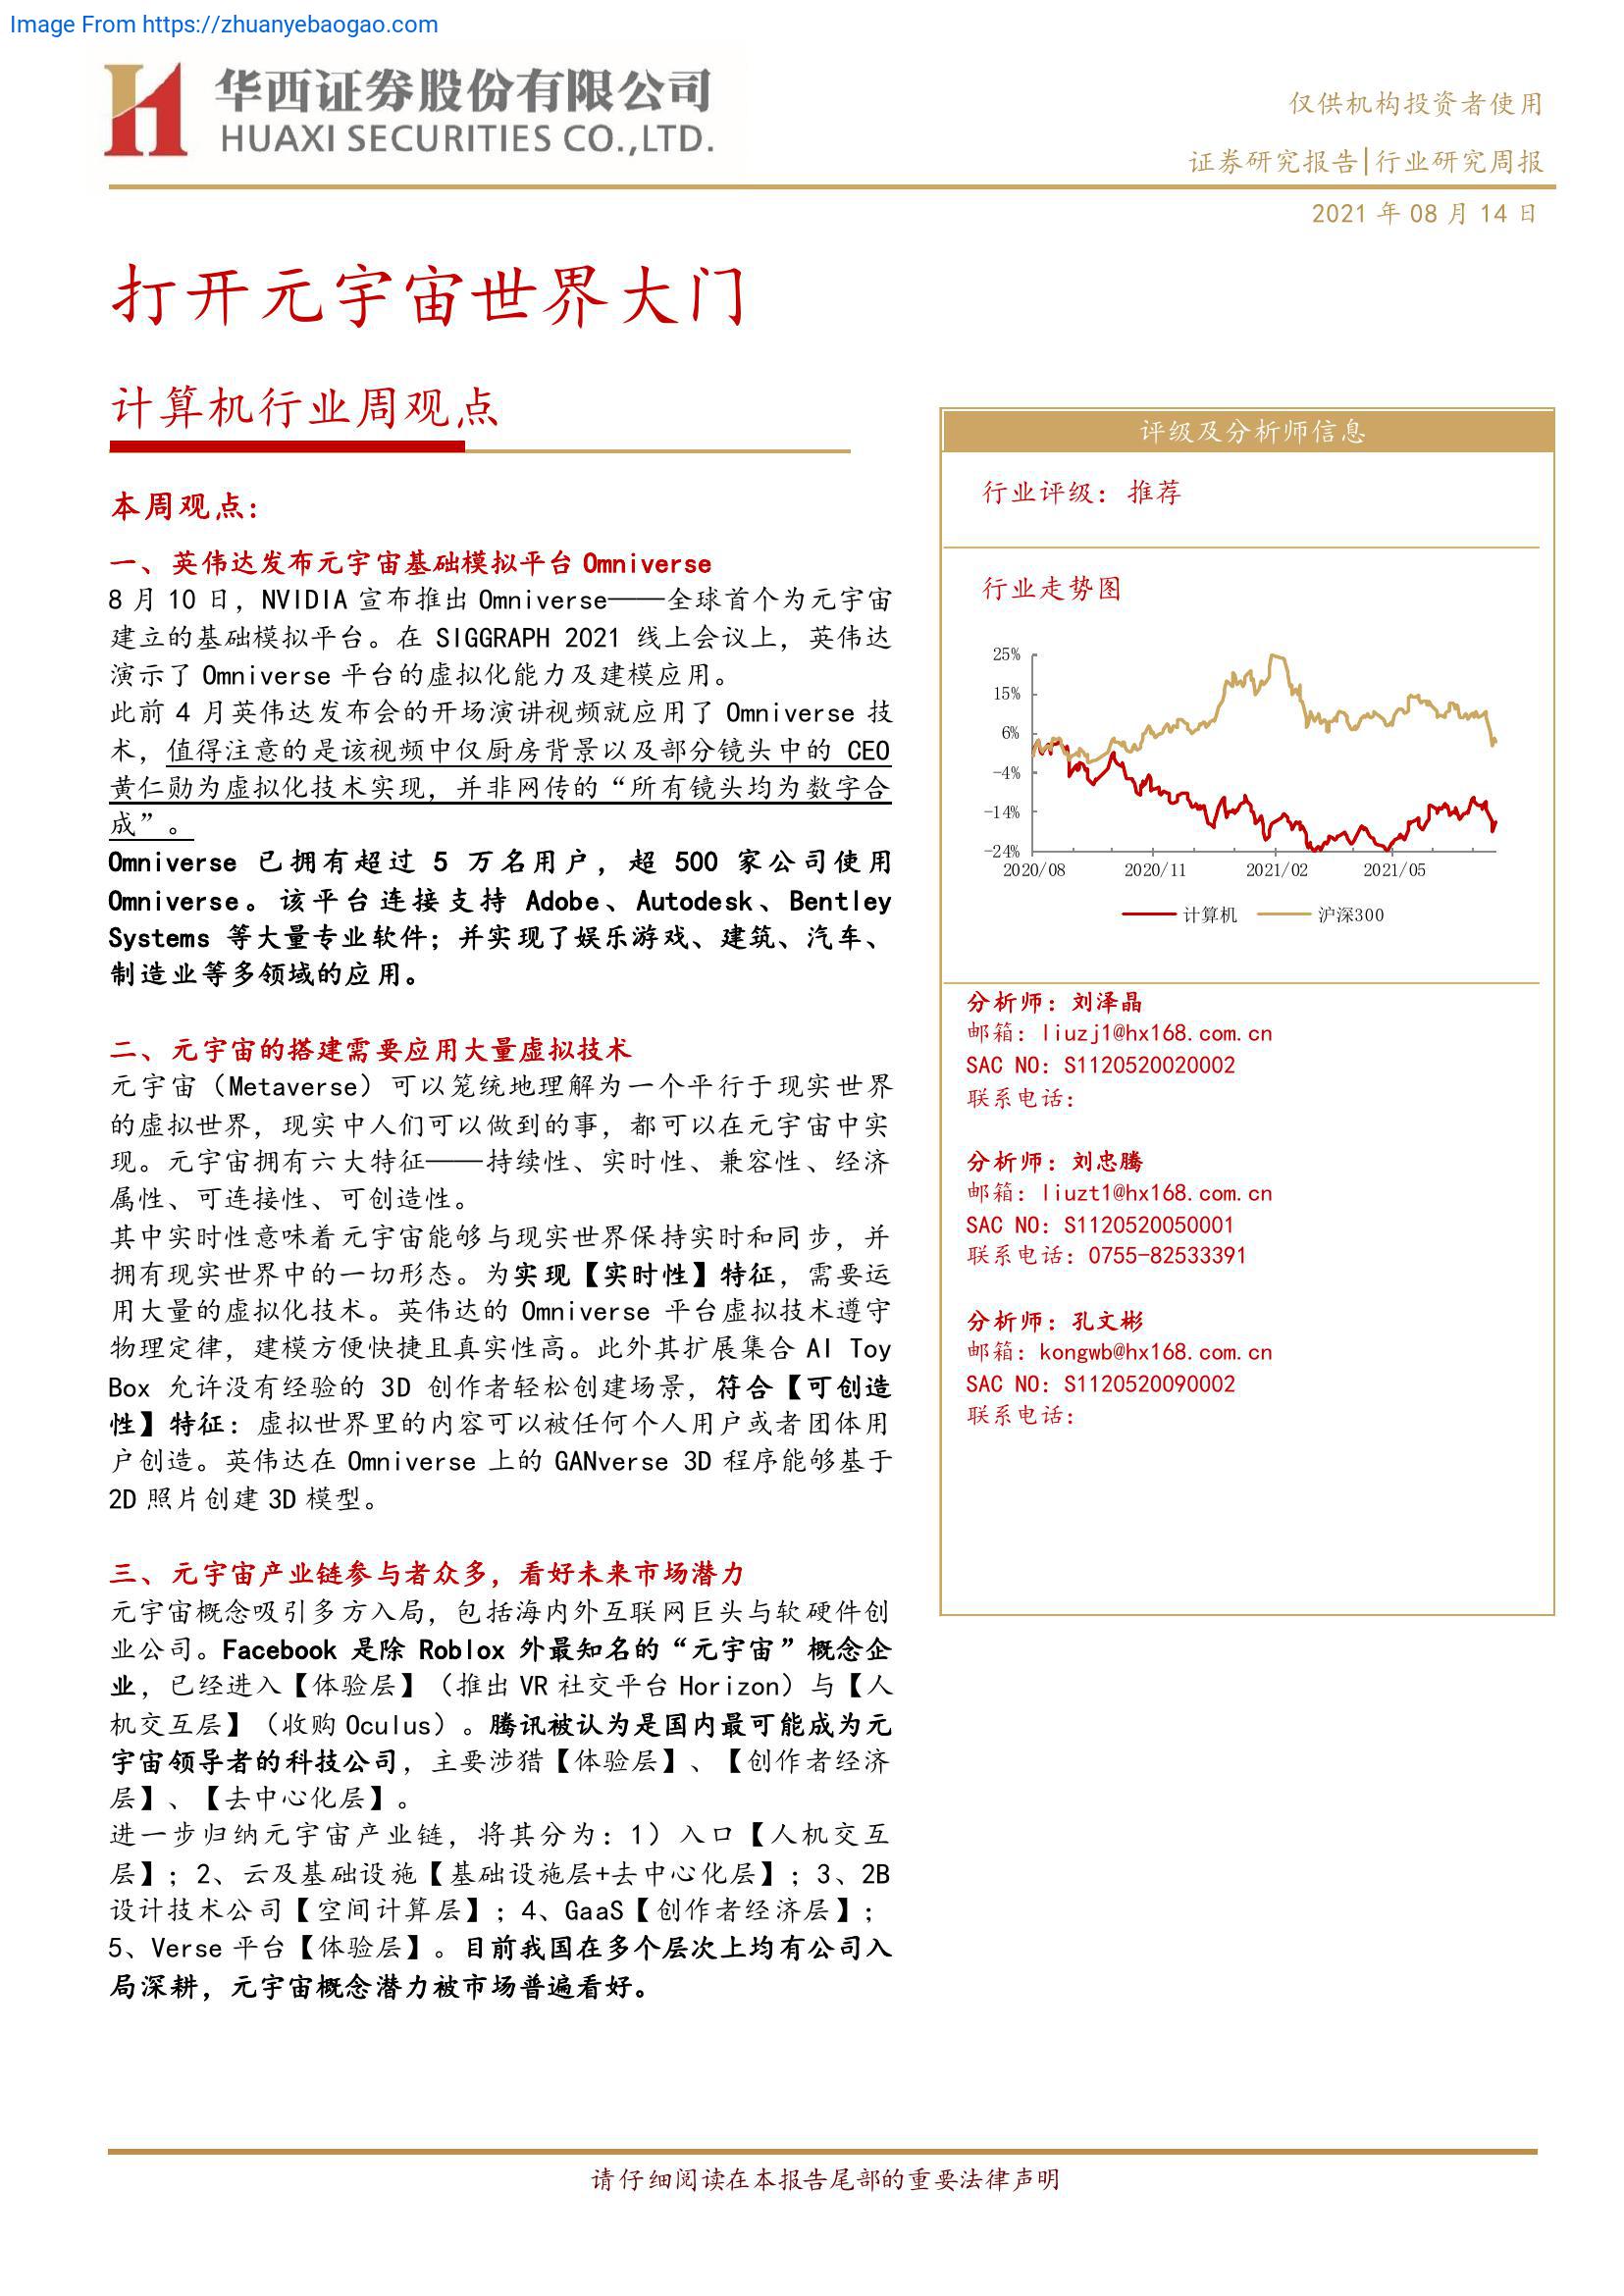 Image From https://zhuanyebaogao.com
华西证券股份有限公司
HUAXI SECURITIES CO.,LTD.
仅供机构投资者使用
证券研究报告|行业研究周报
2021 年 08 月 14 日
打开元宇宙世界大门
计算机行业周观点
本周观点：
一、英伟达发布元宇宙基础模拟平台 Omniverse
8 月 10 日，NVIDIA 宣布推出 Omniverse——全球首个为元宇宙
建立的基础模拟平台。在 SIGGRAPH 2021 线上会议上，英伟达
演示了 Omniverse 平台的虚拟化能力及建模应用。
此前 4 月英伟达发布会的开场演讲视频就应用了 Omniverse 技
术，值得注意的是该视频中仅厨房背景以及部分镜头中的 CEO
黄仁勋为虚拟化技术实现，并非网传的“所有镜头均为数字合
成”。
Omniverse 已拥有超过 5 万名用户，超 500 家公司使用
Omniverse。该平台连接支持 Adobe、Autodesk、Bentley
Systems 等大量专业软件；并实现了娱乐游戏、建筑、汽车、
制造业等多领域的应用。
二、元宇宙的搭建需要应用大量虚拟技术
元宇宙（Metaverse）可以笼统地理解为一个平行于现实世界
的虚拟世界，现实中人们可以做到的事，都可以在元宇宙中实
现。元宇宙拥有六大特征——持续性、实时性、兼容性、经济
属性、可连接性、可创造性。
其中实时性意味着元宇宙能够与现实世界保持实时和同步，并
拥有现实世界中的一切形态。为实现【实时性】特征，需要运
用大量的虚拟化技术。英伟达的 Omniverse 平台虚拟技术遵守
物理定律，建模方便快捷且真实性高。此外其扩展集合 AI Toy
Box 允许没有经验的 3D 创作者轻松创建场景，符合【可创造
性】特征：虚拟世界里的内容可以被任何个人用户或者团体用
户创造。英伟达在 Omniverse 上的 GANverse 3D 程序能够基于
2D 照片创建 3D 模型。
三、元宇宙产业链参与者众多，看好未来市场潜力
元宇宙概念吸引多方入局，包括海内外互联网巨头与软硬件创
业公司。Facebook 是除 Roblox 外最知名的“元宇宙”概念企
业，已经进入【体验层】（推出 VR 社交平台 Horizon）与【人
机交互层】（收购 Oculus）。腾讯被认为是国内最可能成为元
宇宙领导者的科技公司，主要涉猎【体验层】、【创作者经济
层】、【去中心化层】。
进一步归纳元宇宙产业链，将其分为：1）入口【人机交互
层】；2、云及基础设施【基础设施层+去中心化层】；3、2B
设计技术公司【空间计算层】；4、GaaS【创作者经济层】；
5、Verse 平台【体验层】。目前我国在多个层次上均有公司入
局深耕，元宇宙概念潜力被市场普遍看好。
评级及分析师信息
行业评级：推荐
行业走势图
25%
15%
6%
-4%
-14%
-24%
2020/08 2020/11 2021/02 2021/05
计算机 沪深300
分析师：刘泽晶
邮箱：liuzj1@hx168.com.cn
SAC NO：S1120520020002
联系电话：
分析师：刘忠腾
邮箱：liuzt1@hx168.com.cn
SAC NO：S1120520050001
联系电话：0755-82533391
分析师：孔文彬
邮箱：kongwb@hx168.com.cn
SAC NO：S1120520090002
联系电话：
请仔细阅读在本报告尾部的重要法律声明